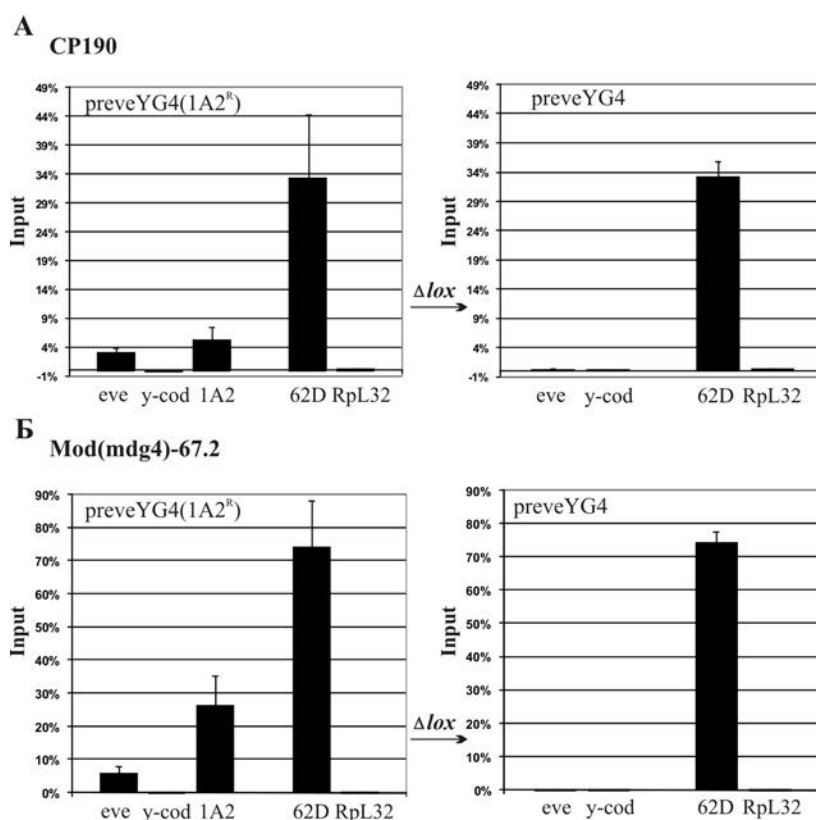 А
CP190
preveYG4(1A2ᴿ)
Input
49%
44%
39%
34%
29%
24%
19%
14%
9%
4%
-1%
eve y-cod 1A2 62D RpL32
Δlox
preveYG4
Input
49%
44%
39%
34%
29%
24%
19%
14%
9%
4%
-1%
eve y-cod 62D RpL32
Б
Mod(mdg4)-67.2
preveYG4(1A2ᴿ)
Input
90%
80%
70%
60%
50%
40%
30%
20%
10%
0%
eve y-cod 1A2 62D RpL32
Δlox
preveYG4
Input
90%
80%
70%
60%
50%
40%
30%
20%
10%
0%
eve y-cod 62D RpL32